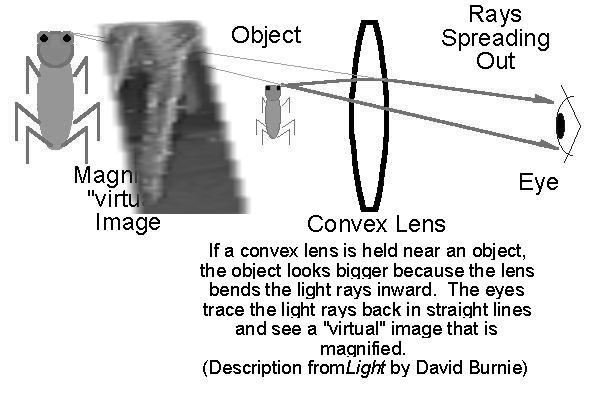 Object
Rays
Spreading
Out
Eye
Image
Convex Lens
If a convex lens is held near an object,
the object looks bigger because the lens
bends the light rays inward. The eyes
trace the light rays back in straight lines
and see a "virtual" image that is
magnified.
(Description from Light by David Burnie)